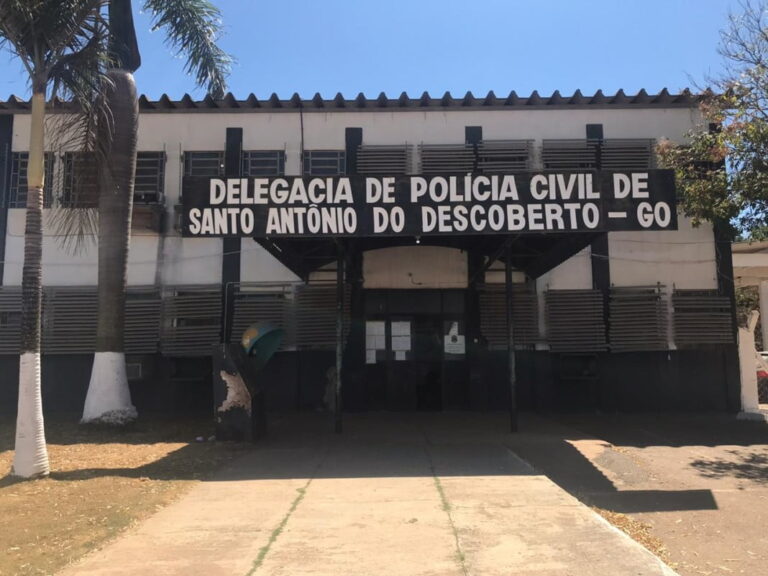 DELEGACIA DE POLÍCIA CIVIL DE
SANTO ANTÔNIO DO DESCOBERTO – GO